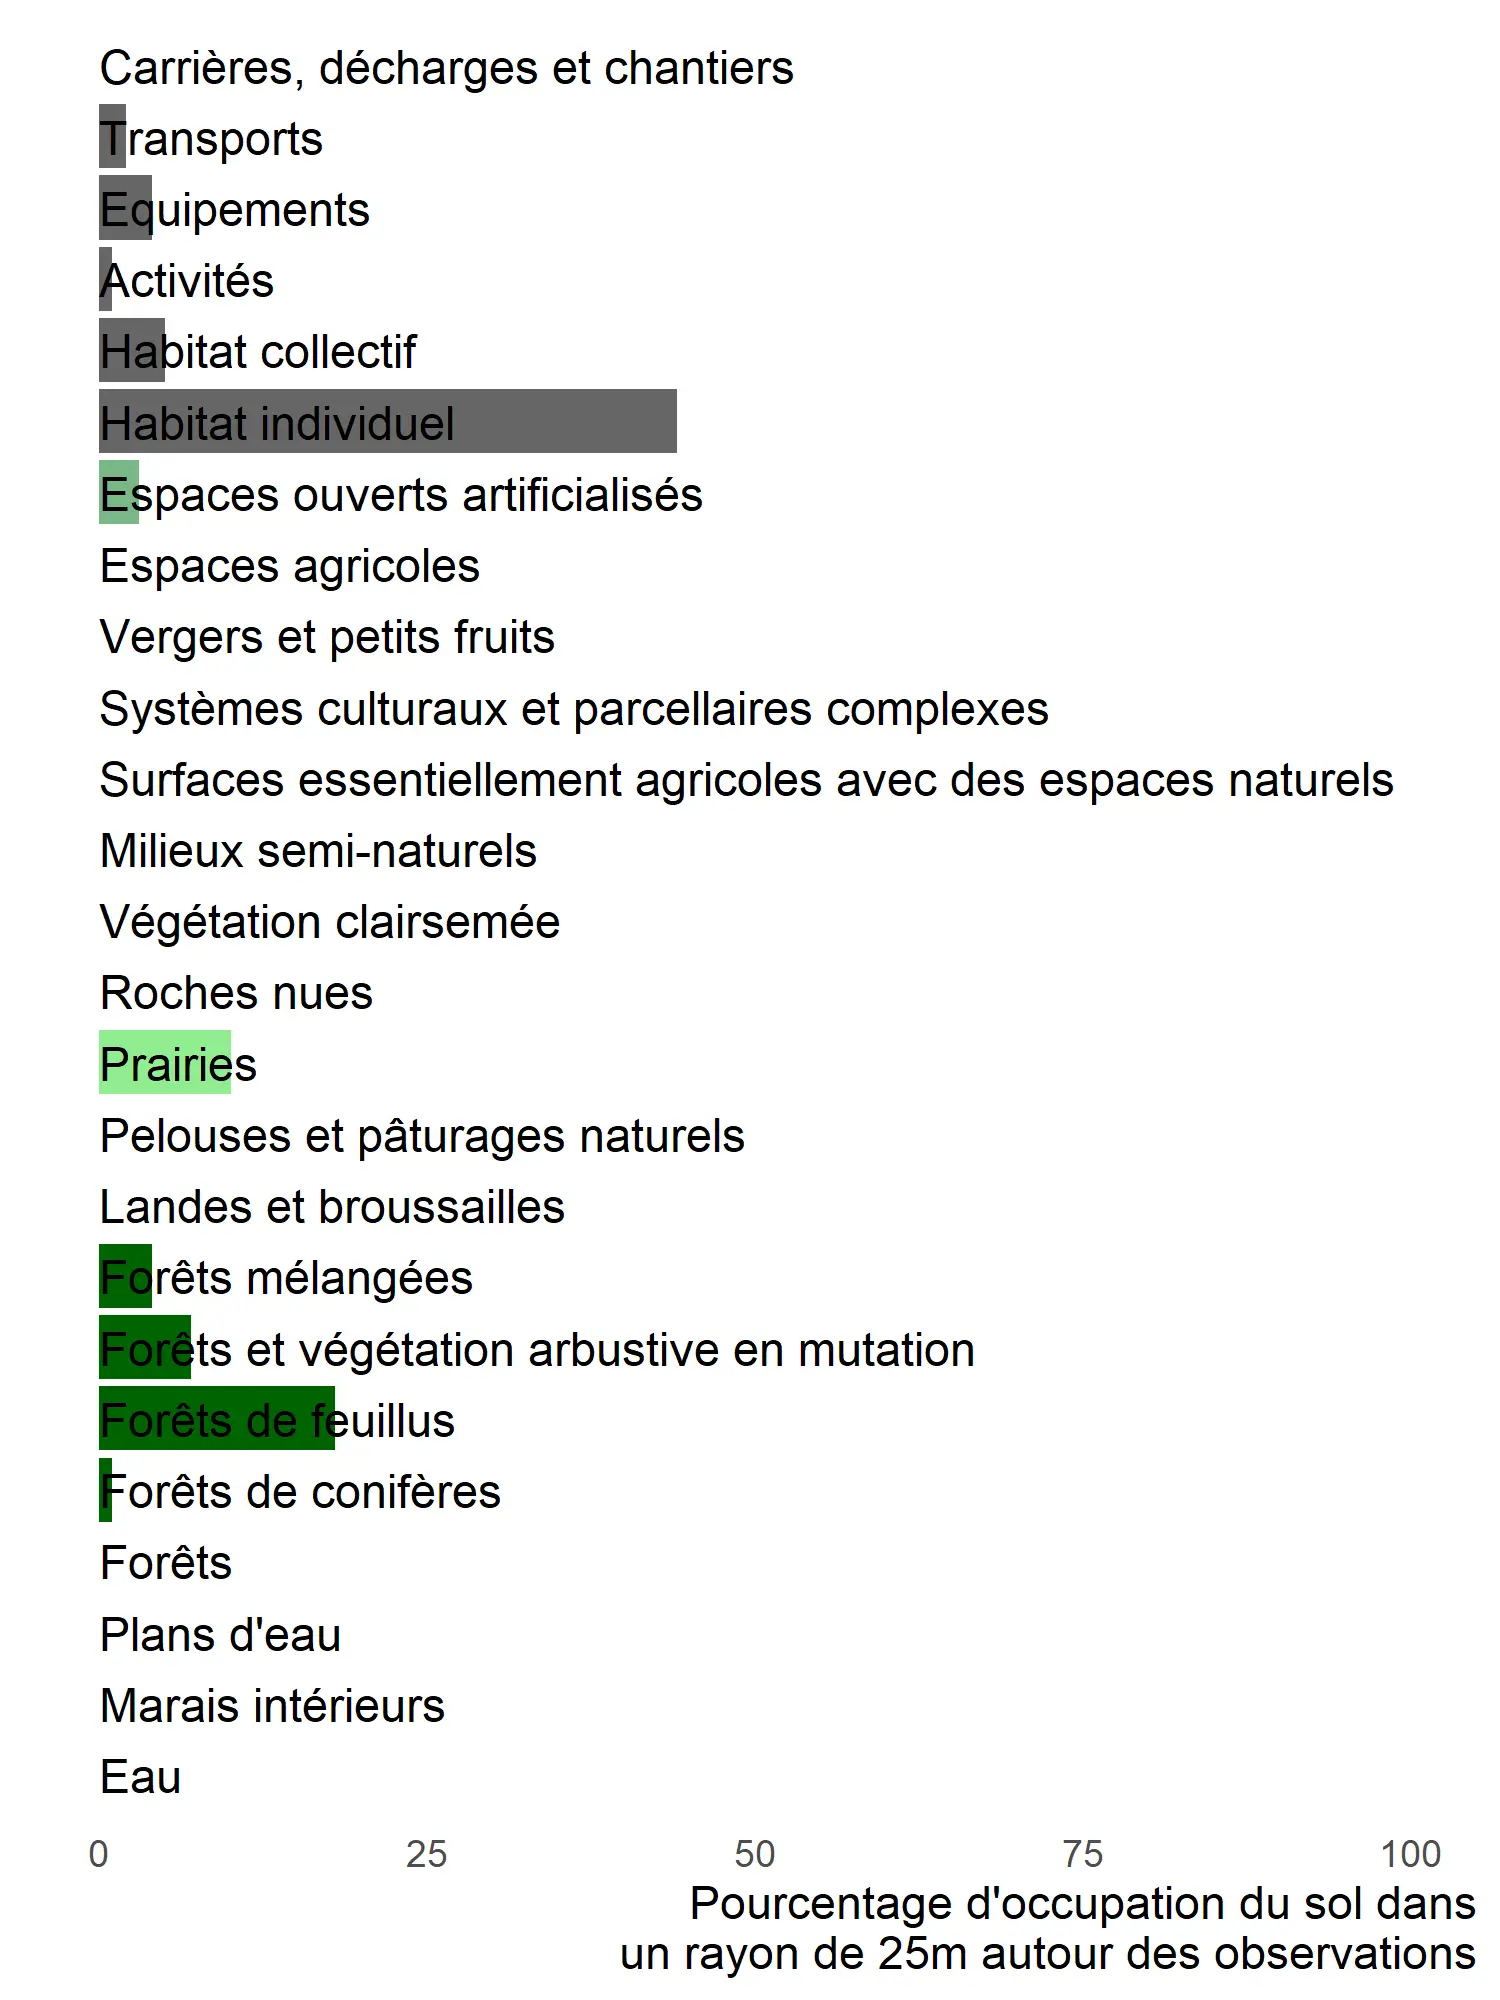 Carrières, décharges et chantiers
Transports
Equipements
Activités
Habitat collectif
Habitat individuel
Espaces ouverts artificialisés
Espaces agricoles
Vergers et petits fruits
Systèmes culturaux et parcellaires complexes
Surfaces essentiellement agricoles avec des espaces naturels
Milieux semi-naturels
Végétation clairsemée
Roches nues
Prairies
Pelouses et pâturages naturels
Landes et broussailles
Forêts mélangées
Forêts et végétation arbustive en mutation
Forêts de feuillus
Forêts de conifères
Forêts
Plans d'eau
Marais intérieurs
Eau
0 25 50 75 100
Pourcentage d'occupation du sol dans
un rayon de 25m autour des observations